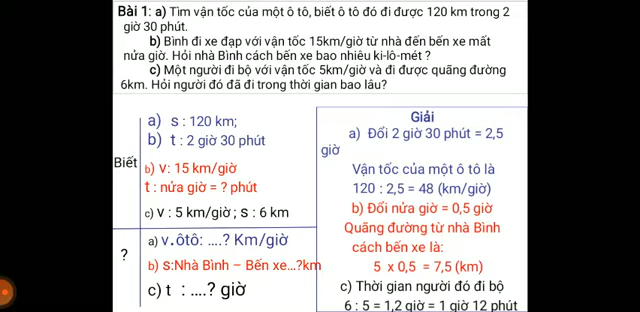 Bài 1: a) Tìm vận tốc của một ô tô, biết ô tô đó đi được 120 km trong 2
giờ 30 phút.
b) Bình đi xe đạp với vận tốc 15km/giờ từ nhà đến bến xe mất
nửa giờ. Hỏi nhà Bình cách bến xe bao nhiêu ki-lô-mét ?
c) Một người đi bộ với vận tốc 5km/giờ và đi được quãng đường
6km. Hỏi người đó đã đi trong thời gian bao lâu?
Biết
a) s : 120 km;
b) t : 2 giờ 30 phút
b) v: 15 km/giờ
t : nửa giờ = ? phút
c) v : 5 km/giờ ; s : 6 km
?
a) v.ôtô: ....? Km/giờ
b) s:Nhà Bình – Bến xe...?km
c) t : ....? giờ
Giải
a) Đổi 2 giờ 30 phút = 2,5
giờ
Vận tốc của một ô tô là
120 : 2,5 = 48 (km/giờ)
b) Đổi nửa giờ = 0,5 giờ
Quãng đường từ nhà Bình
cách bến xe là:
5 x 0,5 = 7,5 (km)
c) Thời gian người đó đi bộ
6 : 5 = 1,2 giờ = 1 giờ 12 phút